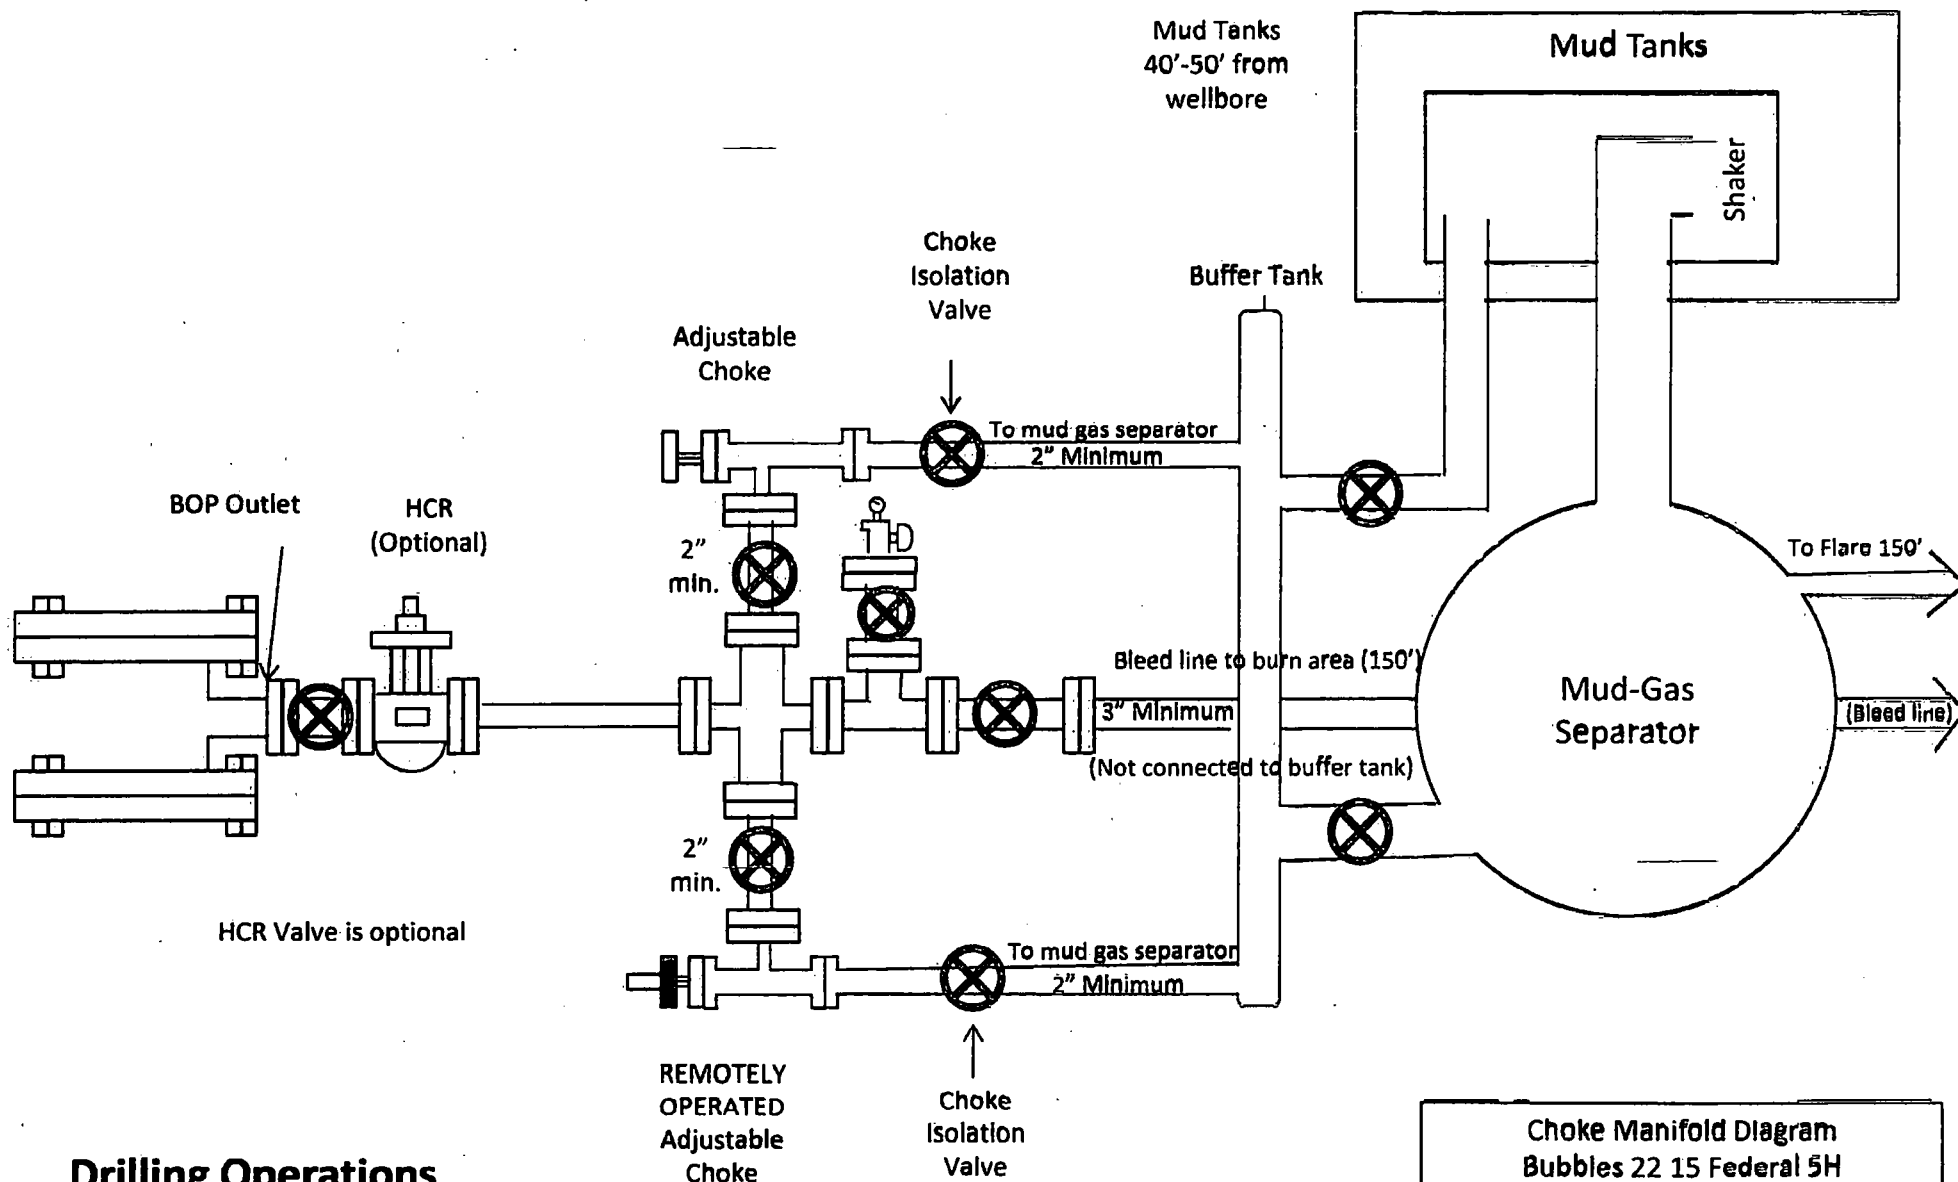 Mud Tanks
40'-50' from
wellbore
Mud Tanks
Shaker
Choke
Isolation
Valve
Buffer Tank
Adjustable
Choke
To mud gas separator
2" Minimum
BOP Outlet
HCR
(Optional)
2"
min.
To Flare 150'
Bleed line to burn area (150')
3" Minimum
(Not connected to buffer tank)
Mud-Gas
Separator
(Bleed line)
2"
min.
HCR Valve is optional
To mud gas separator
2" Minimum
REMOTELY
OPERATED
Adjustable
Choke
Choke
Isolation
Valve
Drilling Operations
Choke Manifold Diagram
Bubbles 22 15 Federal 5H